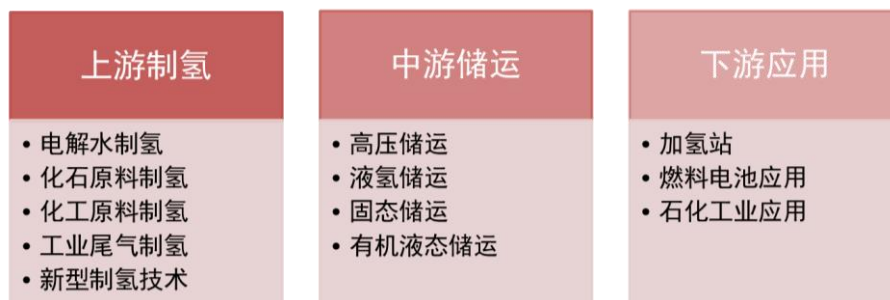 上游制氢
• 电解水制氢
• 化石原料制氢
• 化工原料制氢
• 工业尾气制氢
• 新型制氢技术
中游储运
• 高压储运
• 液氢储运
• 固态储运
• 有机液态储运
下游应用
• 加氢站
• 燃料电池应用
• 石化工业应用